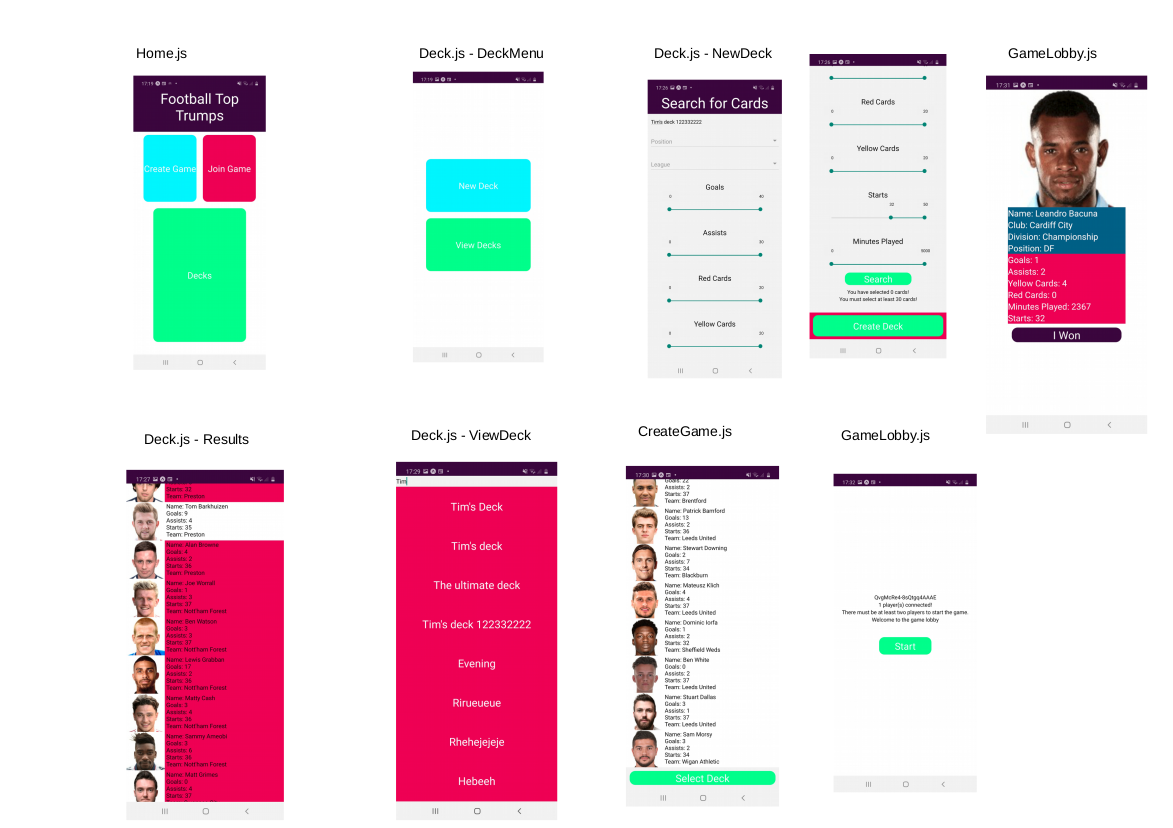 Home.js
17:19
Football Top
Trumps
Create Game
Join Game
Decks
Deck.js - DeckMenu
17:19
New Deck
View Decks
Deck.js - NewDeck
17:26
Search for Cards
Tim's deck 122332222
Position
League
Goals
0 40
Assists
0 30
Red Cards
0 20
Yellow Cards
0 20
17:26
0 20
Red Cards
0 20
Yellow Cards
0 20
Starts
32 50
Minutes Played
0 5000
Search
You have selected 0 cards!
You must select at least 30 cards!
Create Deck
GameLobby.js
17:31
Name: Leandro Bacuna
Club: Cardiff City
Division: Championship
Position: DF
Goals: 1
Assists: 2
Yellow Cards: 4
Red Cards: 0
Minutes Played: 2367
Starts: 32
I Won
Deck.js - Results
17:27
Starts: 12
Team: Preston
Name: Tom Barkhuizen
Goals: 9
Assists: 4
Starts: 35
Team: Preston
Name: Alan Browne
Goals: 4
Assists: 2
Starts: 36
Team: Preston
Name: Joe Worrall
Goals: 1
Assists: 3
Starts: 37
Team: Nott'ham Forest
Name: Ben Watson
Goals: 3
Assists: 3
Starts: 37
Team: Nott'ham Forest
Name: Lewis Grabban
Goals: 17
Assists: 2
Starts: 36
Team: Nott'ham Forest
Name: Matty Cash
Goals: 3
Assists: 4
Starts: 36
Team: Nott'ham Forest
Name: Sammy Ameobi
Goals: 3
Assists: 6
Starts: 36
Team: Nott'ham Forest
Name: Matt Grimes
Goals: 0
Assists: 4
Starts: 37
Deck.js - ViewDeck
17:29
Tim
Tim's Deck
Tim's deck
The ultimate deck
Tim's deck 122332222
Evening
Rirueueue
Rhehejejeje
Hebeeh
CreateGame.js
17:30
Goals: 22
Assists: 2
Starts: 37
Team: Brentford
Name: Patrick Bamford
Goals: 13
Assists: 2
Starts: 36
Team: Leeds United
Name: Stewart Downing
Goals: 2
Assists: 7
Starts: 34
Team: Blackburn
Name: Mateusz Klich
Goals: 4
Assists: 4
Starts: 37
Team: Leeds United
Name: Dominic Iorfa
Goals: 1
Assists: 2
Starts: 32
Team: Sheffield Weds
Name: Ben White
Goals: 0
Assists: 2
Starts: 37
Team: Leeds United
Name: Stuart Dallas
Goals: 3
Assists: 1
Starts: 37
Team: Leeds United
Name: Sam Morsy
Goals: 3
Assists: 2
Starts: 34
Team: Wigan Athletic
Select Deck
GameLobby.js
17:32
QvgMcRe4-8sQtgq4AAAE
1 player(s) connected!
There must be at least two players to start the game.
Welcome to the game lobby
Start